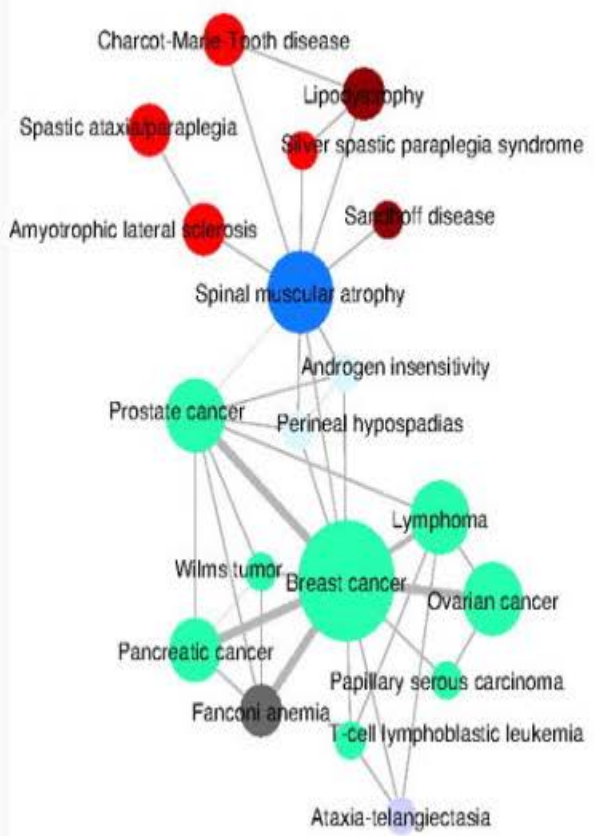 Charcot-Marie-Tooth disease
Lipodystrophy
Spastic ataxia/paraplegia
Silver spastic paraplegia syndrome
Sandhoff disease
Amyotrophic lateral sclerosis
Spinal muscular atrophy
Androgen insensitivity
Prostate cancer
Perineal hypospadias
Lymphoma
Wilms tumor
Breast cancer
Ovarian cancer
Pancreatic cancer
Papillary serous carcinoma
Fanconi anemia
T-cell lymphoblastic leukemia
Ataxia-telangiectasia